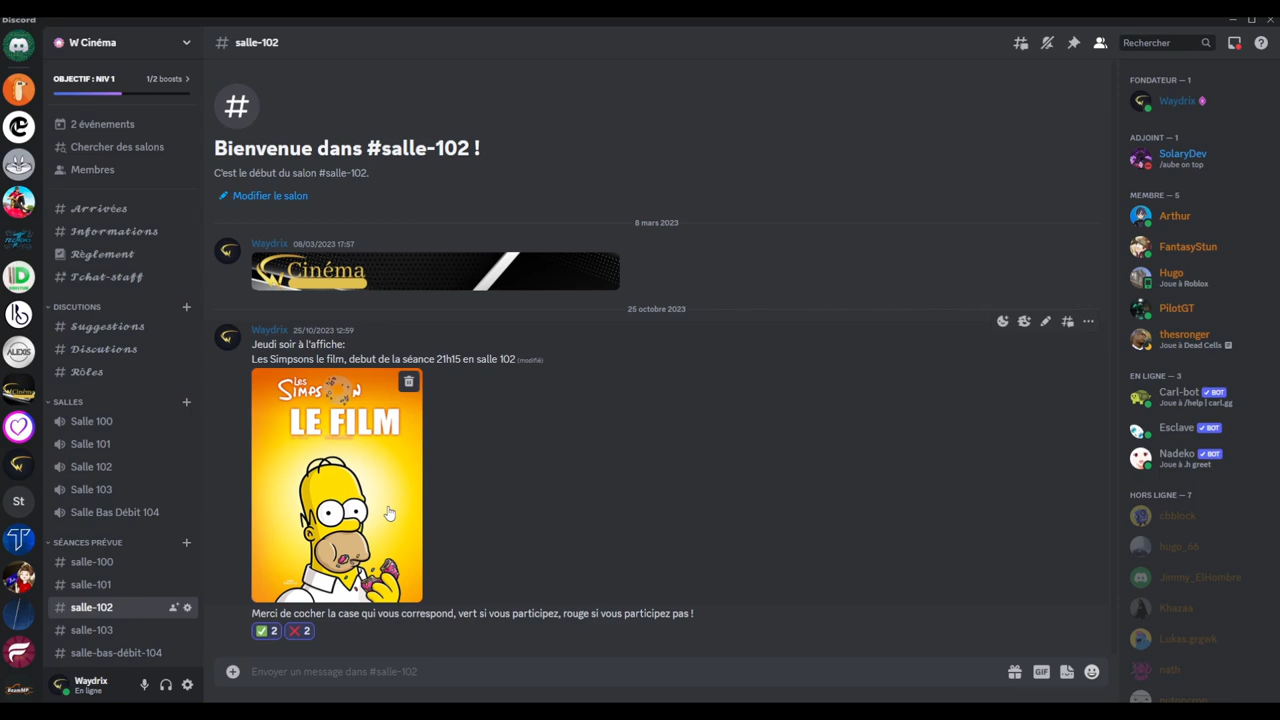 Discord
W Cinéma
OBJECTIF : NIV 1
1/2 boosts
2 événements
Chercher des salons
Membres
Arrivées
Informations
Règlement
Tchat-staff
DISCUTIONS
Suggestions
Discutions
Rôles
SALLES
Salle 100
Salle 101
Salle 102
Salle 103
Salle Bas Débit 104
SÉANCES PRÉVUE
salle-100
salle-101
salle-102
salle-103
salle-bas-débit-104
Waydrix
En ligne
ALEXIS
St
salle-102
Rechercher
Bienvenue dans #salle-102 !
C'est le début du salon #salle-102.
Modifier le salon
8 mars 2023
Waydrix 08/03/2023 17:57
Cinéma
25 octobre 2023
Waydrix 25/10/2023 12:59
Jeudi soir à l'affiche:
Les Simpsons le film, debut de la séance 21h15 en salle 102 (modifié)
Les
SIMPSON
LE FILM
Merci de cocher la case qui vous correspond, vert si vous participez, rouge si vous participez pas !
2 2
Envoyer un message dans #salle-102
GIF
FONDATEUR — 1
Waydrix
ADJOINT — 1
SolaryDev
/aube on top
MEMBRE — 5
Arthur
FantasyStun
Hugo
Joue à Roblox
PilotGT
thesronger
Joue à Dead Cells
EN LIGNE — 3
Carl-bot BOT
Joue à /help | carl.gg
Esclave BOT
Nadeko BOT
Joue à .h greet
HORS LIGNE — 7
cbblock
hugo_66
Jimmy_ElHombre
Khazaa
Lukas.grgwk
nath